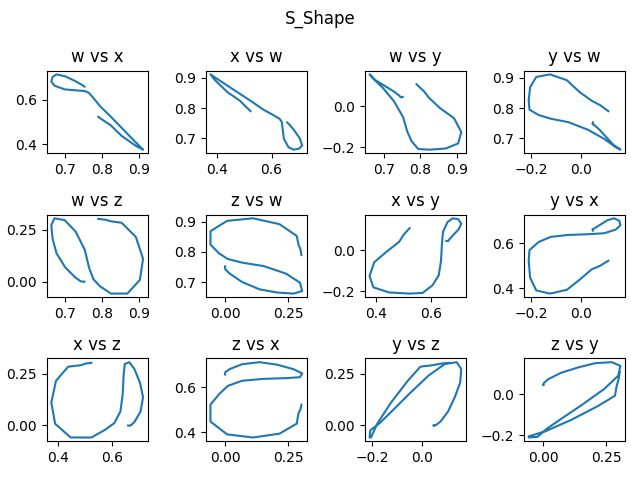 S_Shape
w vs x
x vs w
w vs y
y vs w
0.6
0.4
0.7 0.8 0.9
0.9
0.8
0.7
0.4 0.6
0.0
−0.2
0.7 0.8 0.9
0.9
0.8
0.7
−0.2 0.0
w vs z
z vs w
x vs y
y vs x
0.25
0.00
0.7 0.8 0.9
0.9
0.8
0.7
0.00 0.25
0.0
−0.2
0.4 0.6
0.6
0.4
−0.2 0.0
x vs z
z vs x
y vs z
z vs y
0.25
0.00
0.4 0.6
0.6
0.4
0.00 0.25
0.25
0.00
−0.2 0.0
0.0
−0.2
0.00 0.25